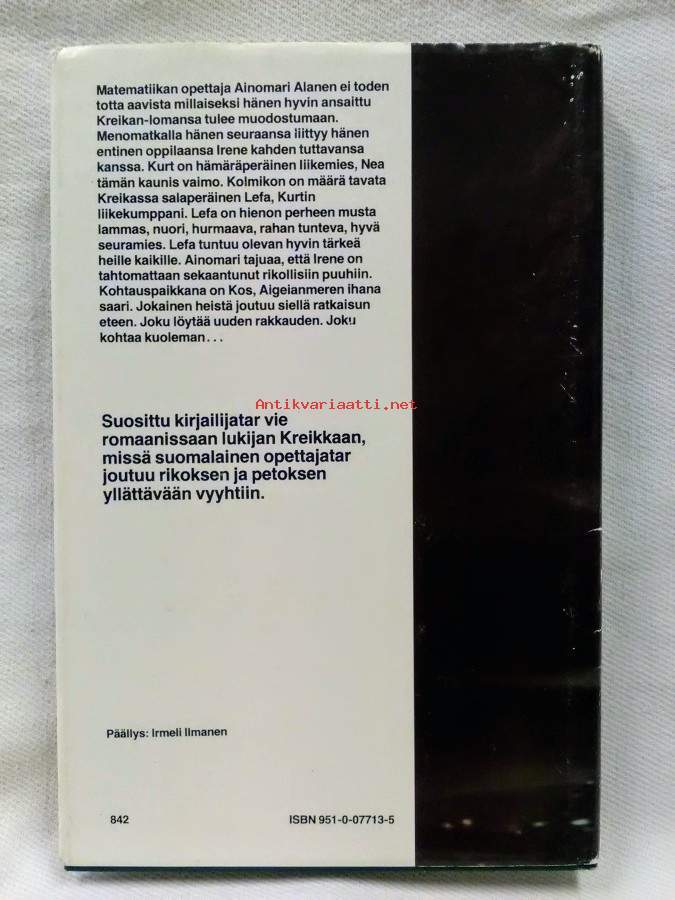 Matematiikan opettaja Ainomari Alanen ei toden
totta aavista millaiseksi hänen hyvin ansaittu
Kreikan-lomansa tulee muodostumaan.
Menomatkalla hänen seuraansa liittyy hänen
entinen oppilaansa Irene kahden tuttavansa
kanssa. Kurt on hämäräperäinen liikemies, Nea
tämän kaunis vaimo. Kolmikon on määrä tavata
Kreikassa salaperäinen Lefa, Kurtin
liikekumppani. Lefa on hienon perheen musta
lammas, nuori, hurmaava, rahan tunteva, hyvä
seuramies. Lefa tuntuu olevan hyvin tärkeä
heille kaikille. Ainomari tajuaa, että Irene on
tahtomattaan sekaantunut rikollisiin puuhiin.
Kohtauspaikkana on Kos, Aigeianmeren ihana
saari. Jokainen heistä joutuu siellä ratkaisun
eteen. Joku löytää uuden rakkauden. Joku
kohtaa kuoleman...
Antikvariaatti.net
Suosittu kirjailijatar vie
romaanissaan lukijan Kreikkaan,
missä suomalainen opettajatar
joutuu rikoksen ja petoksen
yllättävään vyyhtiin.
Päällys: Irmeli Ilmanen
842
ISBN 951-0-07713-5